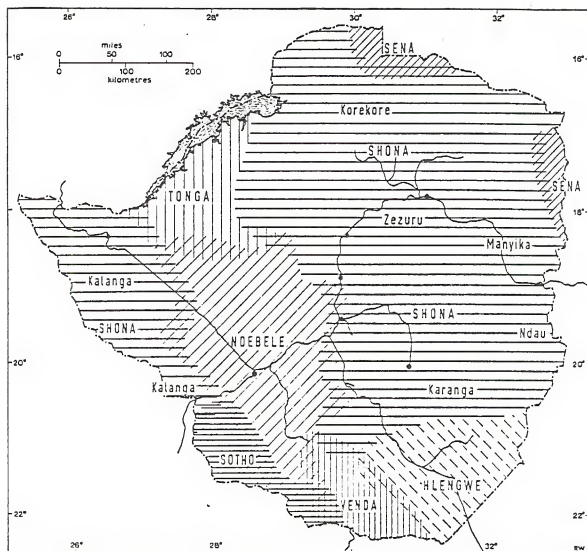 28°
30°
32°
miles
0 50 100
0 100 200
kilometres
16°
16°
SENA
Korekore
SHONA
SENA
TONGA
18°
18°
Zezuru
Manyika
Kalanga
SHONA
NDEBELE
SHONA
Ndau
20°
20°
Kalanga
Karanga
SOTHO
HLENGWE
VENDA
22°
22°
26°
28°
32°